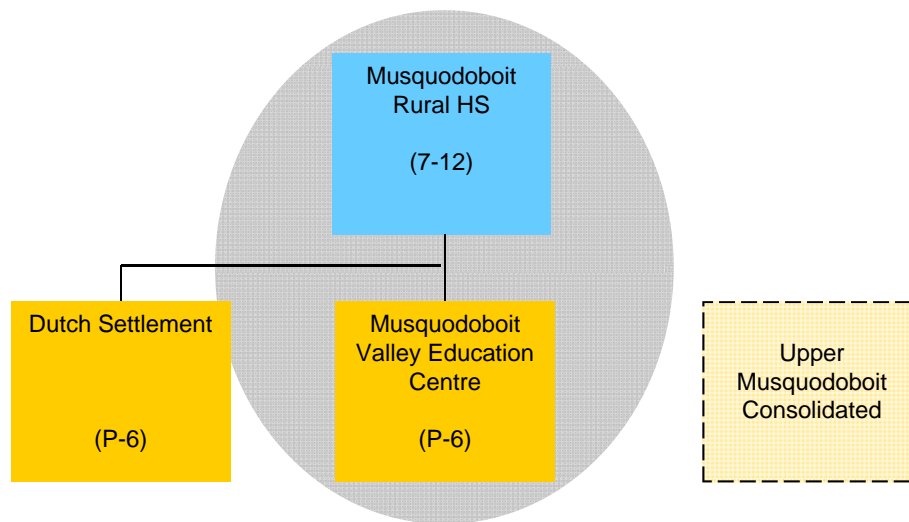 Musquodoboit
Rural HS
(7-12)
Dutch Settlement
(P-6)
Musquodoboit
Valley Education
Centre
(P-6)
Upper
Musquodoboit
Consolidated